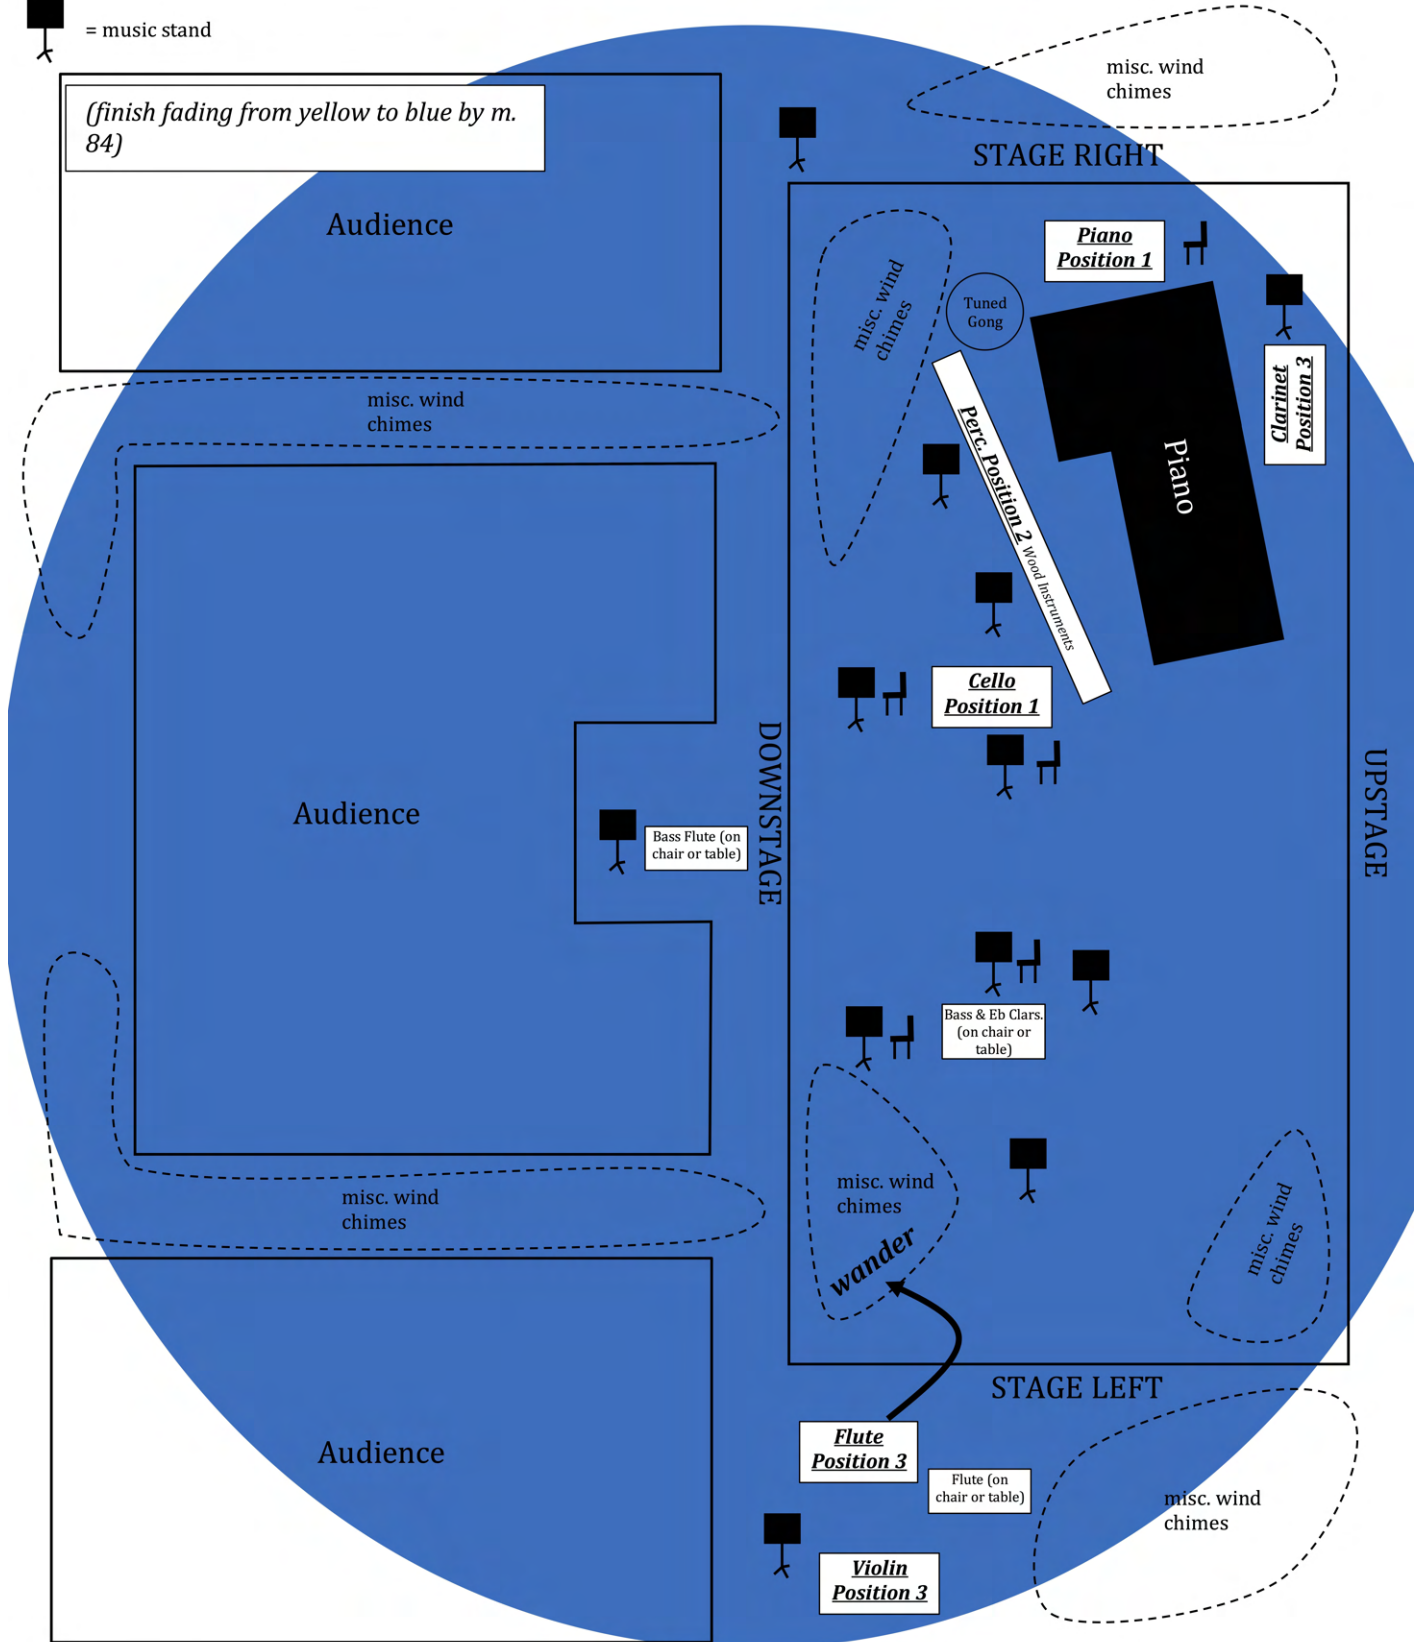 = music stand
(finish fading from yellow to blue by m.
84)
misc. wind
chimes
STAGE RIGHT
Audience
Piano
Position 1
misc. wind
chimes
Tuned
Gong
Clarinet
Position 3
misc. wind
chimes
Perc. Position 2 Wood Instruments
Piano
Cello
Position 1
DOWNSTAGE
UPSTAGE
Audience
Bass Flute (on
chair or table)
Bass & Eb Clars.
(on chair or
table)
misc. wind
chimes
misc. wind
chimes
wander
misc. wind
chimes
STAGE LEFT
Audience
Flute
Position 3
Flute (on
chair or table)
misc. wind
chimes
Violin
Position 3